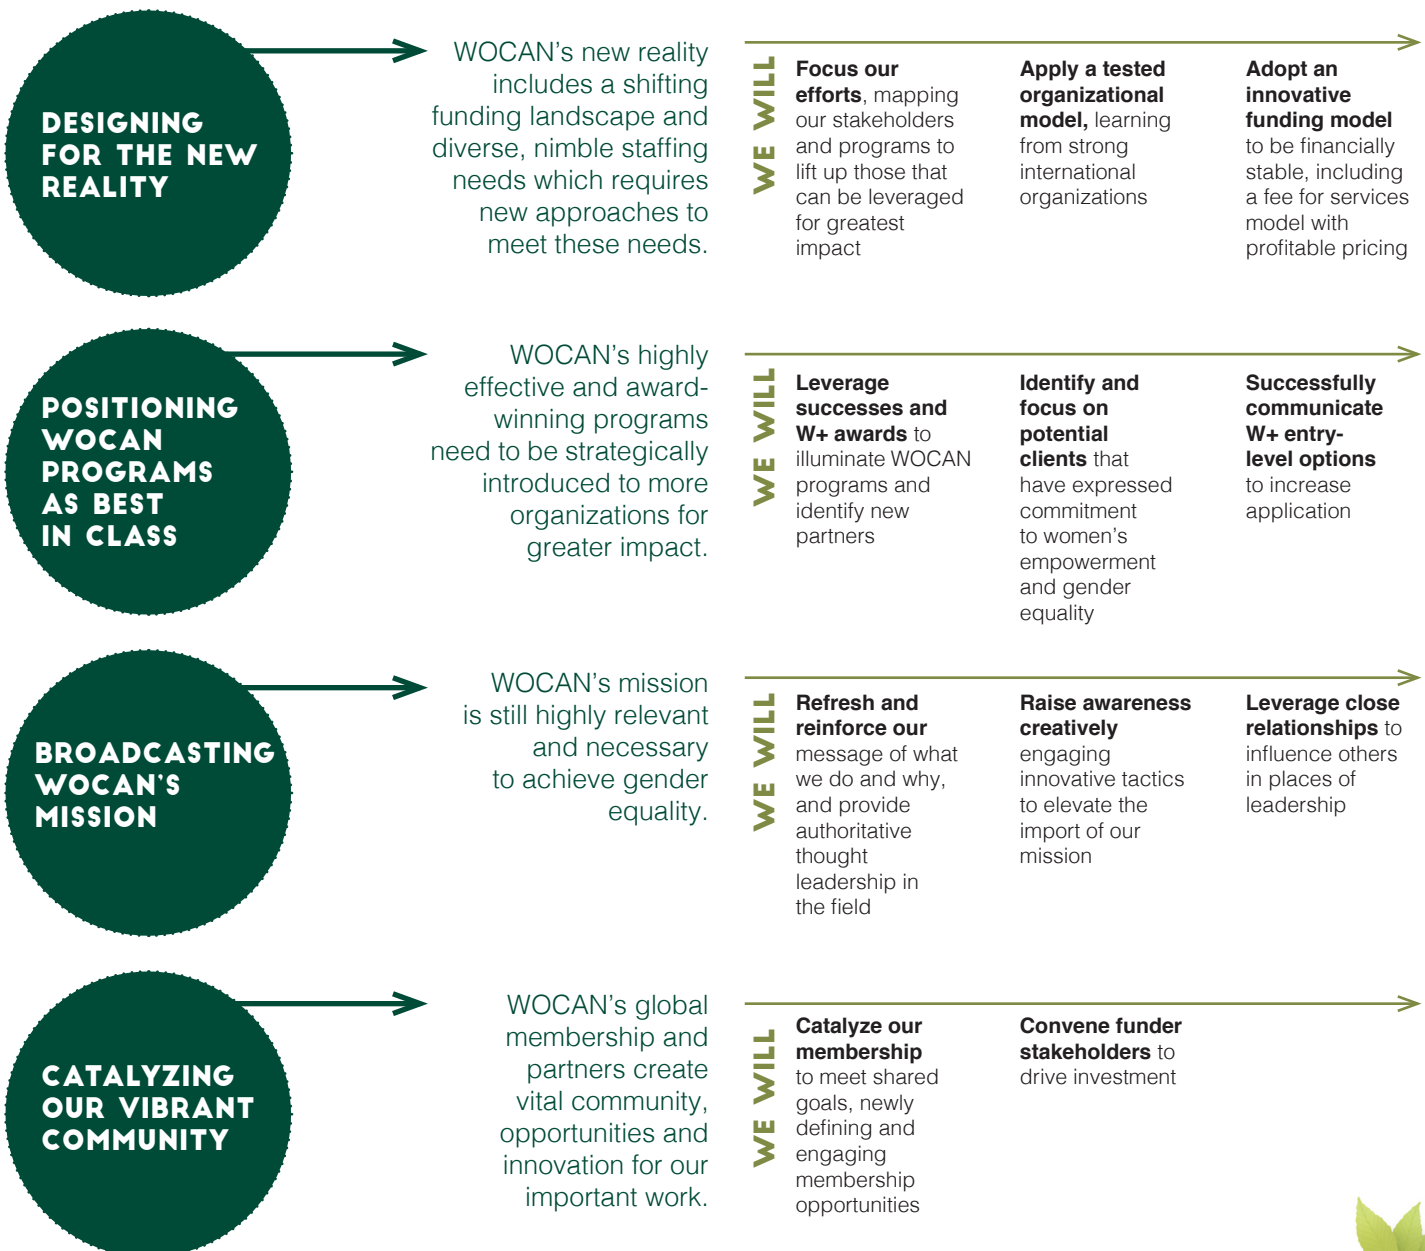 DESIGNING
FOR THE NEW
REALITY
WOCAN’s new reality
includes a shifting
funding landscape and
diverse, nimble staffing
needs which requires
new approaches to
meet these needs.
WE WILL
Focus our
efforts, mapping
our stakeholders
and programs to
lift up those that
can be leveraged
for greatest
impact
Apply a tested
organizational
model, learning
from strong
international
organizations
Adopt an
innovative
funding model
to be financially
stable, including
a fee for services
model with
profitable pricing
POSITIONING
WOCAN
PROGRAMS
AS BEST
IN CLASS
WOCAN’s highly
effective and award-
winning programs
need to be strategically
introduced to more
organizations for
greater impact.
WE WILL
Leverage
successes and
W+ awards to
illuminate WOCAN
programs and
identify new
partners
Identify and
focus on
potential
clients that
have expressed
commitment
to women’s
empowerment
and gender
equality
Successfully
communicate
W+ entry-
level options
to increase
application
BROADCASTING
WOCAN’S
MISSION
WOCAN’s mission
is still highly relevant
and necessary
to achieve gender
equality.
WE WILL
Refresh and
reinforce our
message of what
we do and why,
and provide
authoritative
thought
leadership in
the field
Raise awareness
creatively
engaging
innovative tactics
to elevate the
import of our
mission
Leverage close
relationships to
influence others
in places of
leadership
CATALYZING
OUR VIBRANT
COMMUNITY
WOCAN’s global
membership and
partners create
vital community,
opportunities and
innovation for our
important work.
WE WILL
Catalyze our
membership
to meet shared
goals, newly
defining and
engaging
membership
opportunities
Convene funder
stakeholders to
drive investment